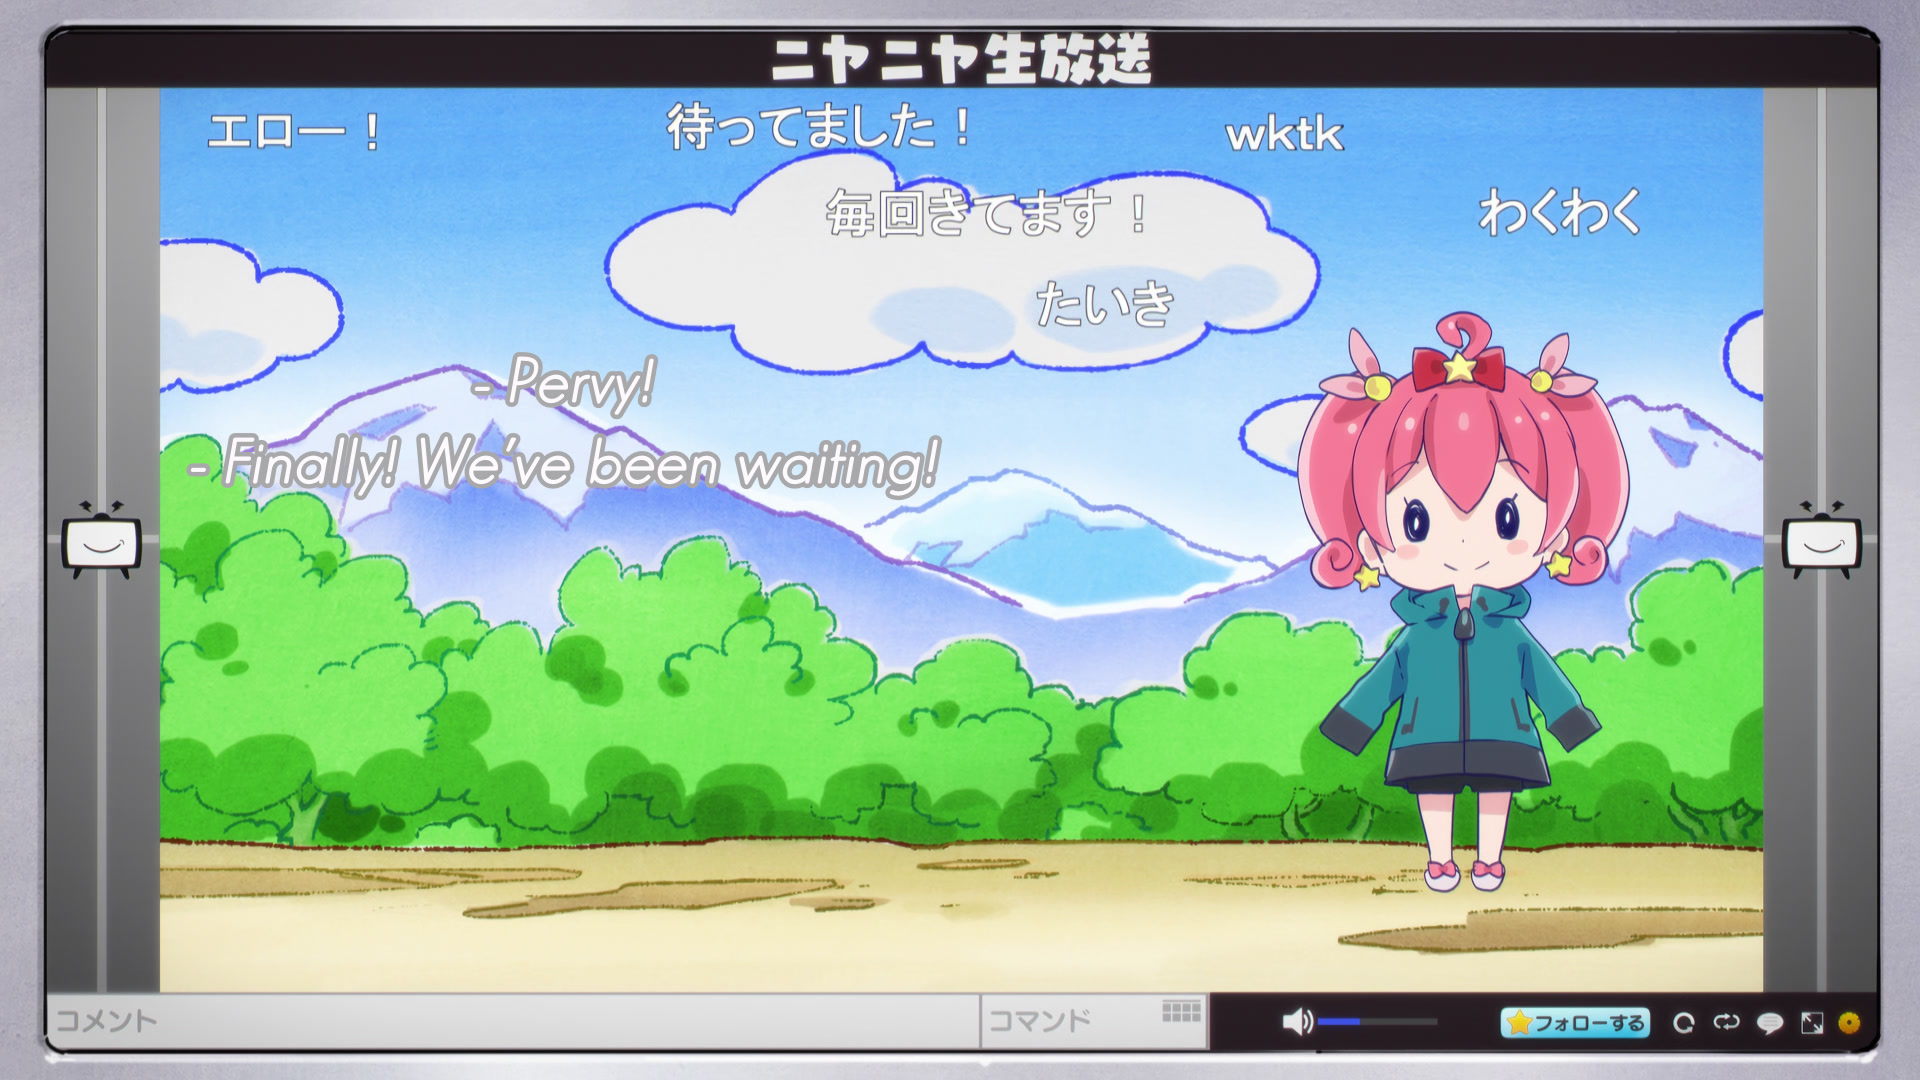 ニヤニヤ生放送
エロー！
待ってました！
wktk
毎回きてます！
わくわく
たいき
- Pervy!
- Finally! We've been waiting!
コメント
コマンド
フォローする